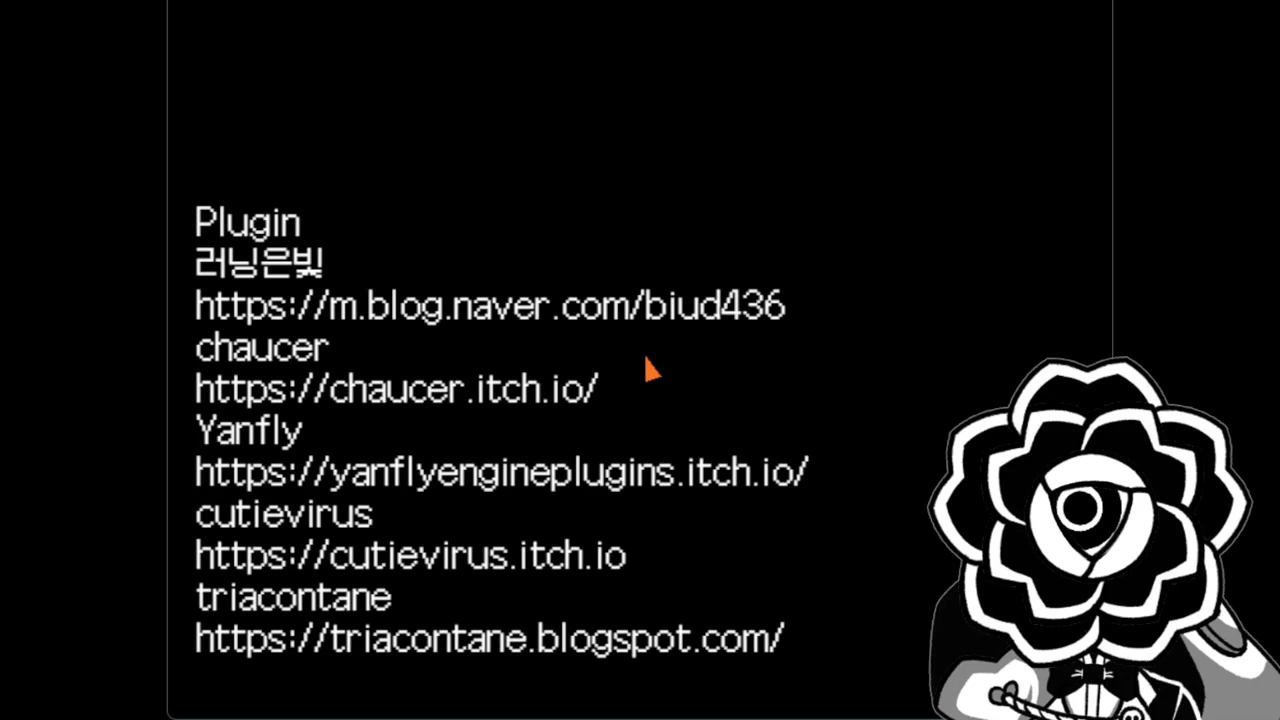 Plugin
러닝은빛
https://m.blog.naver.com/biud436
chaucer
https://chaucer.itch.io/
Yanfly
https://yanflyengineplugins.itch.io/
cutievirus
https://cutievirus.itch.io
triacontane
https://triacontane.blogspot.com/